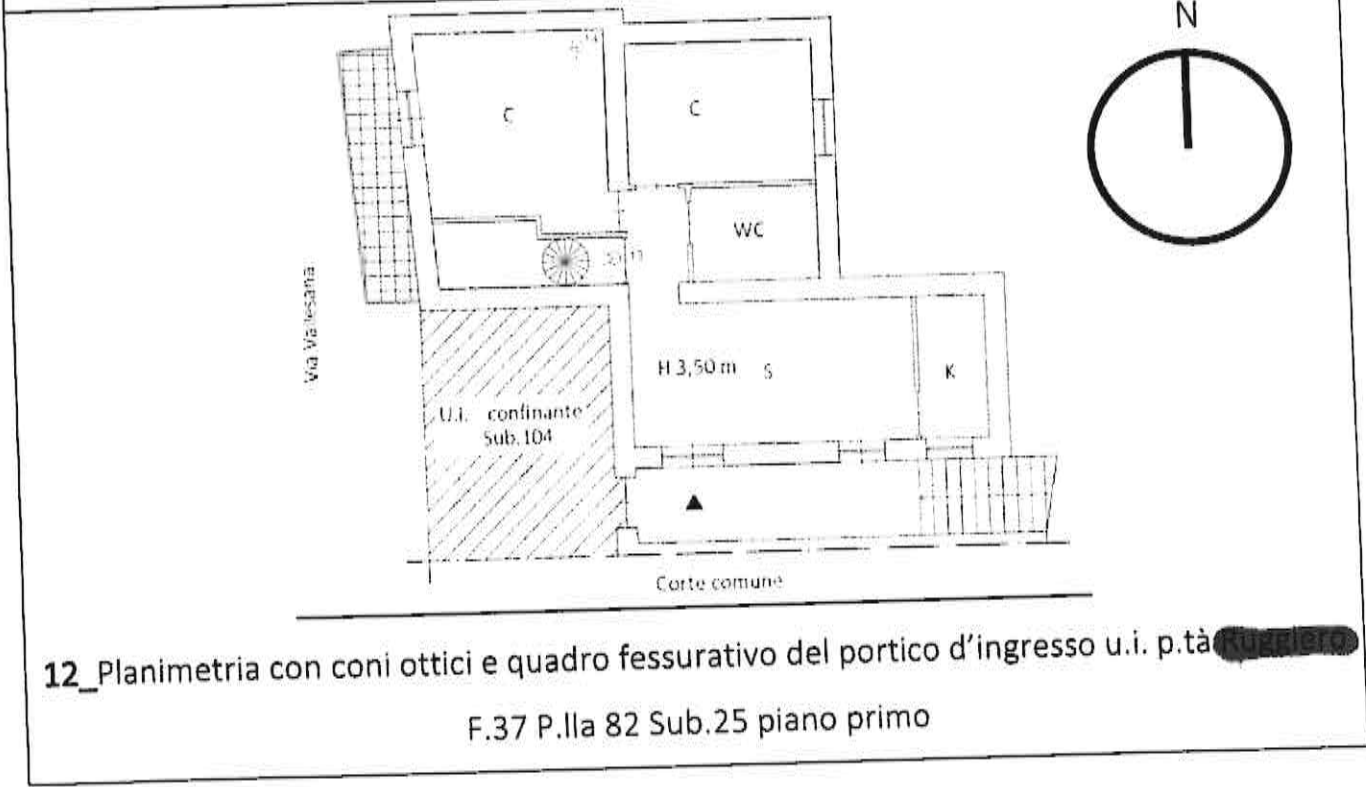 N
C
C
WC
Via Vallesana
H 3,50 m S
K
U.i. confinante
Sub.104
Corte comune
12_Planimetria con coni ottici e quadro fessurativo del portico d'ingresso u.i. p.tà
F.37 P.lla 82 Sub.25 piano primo